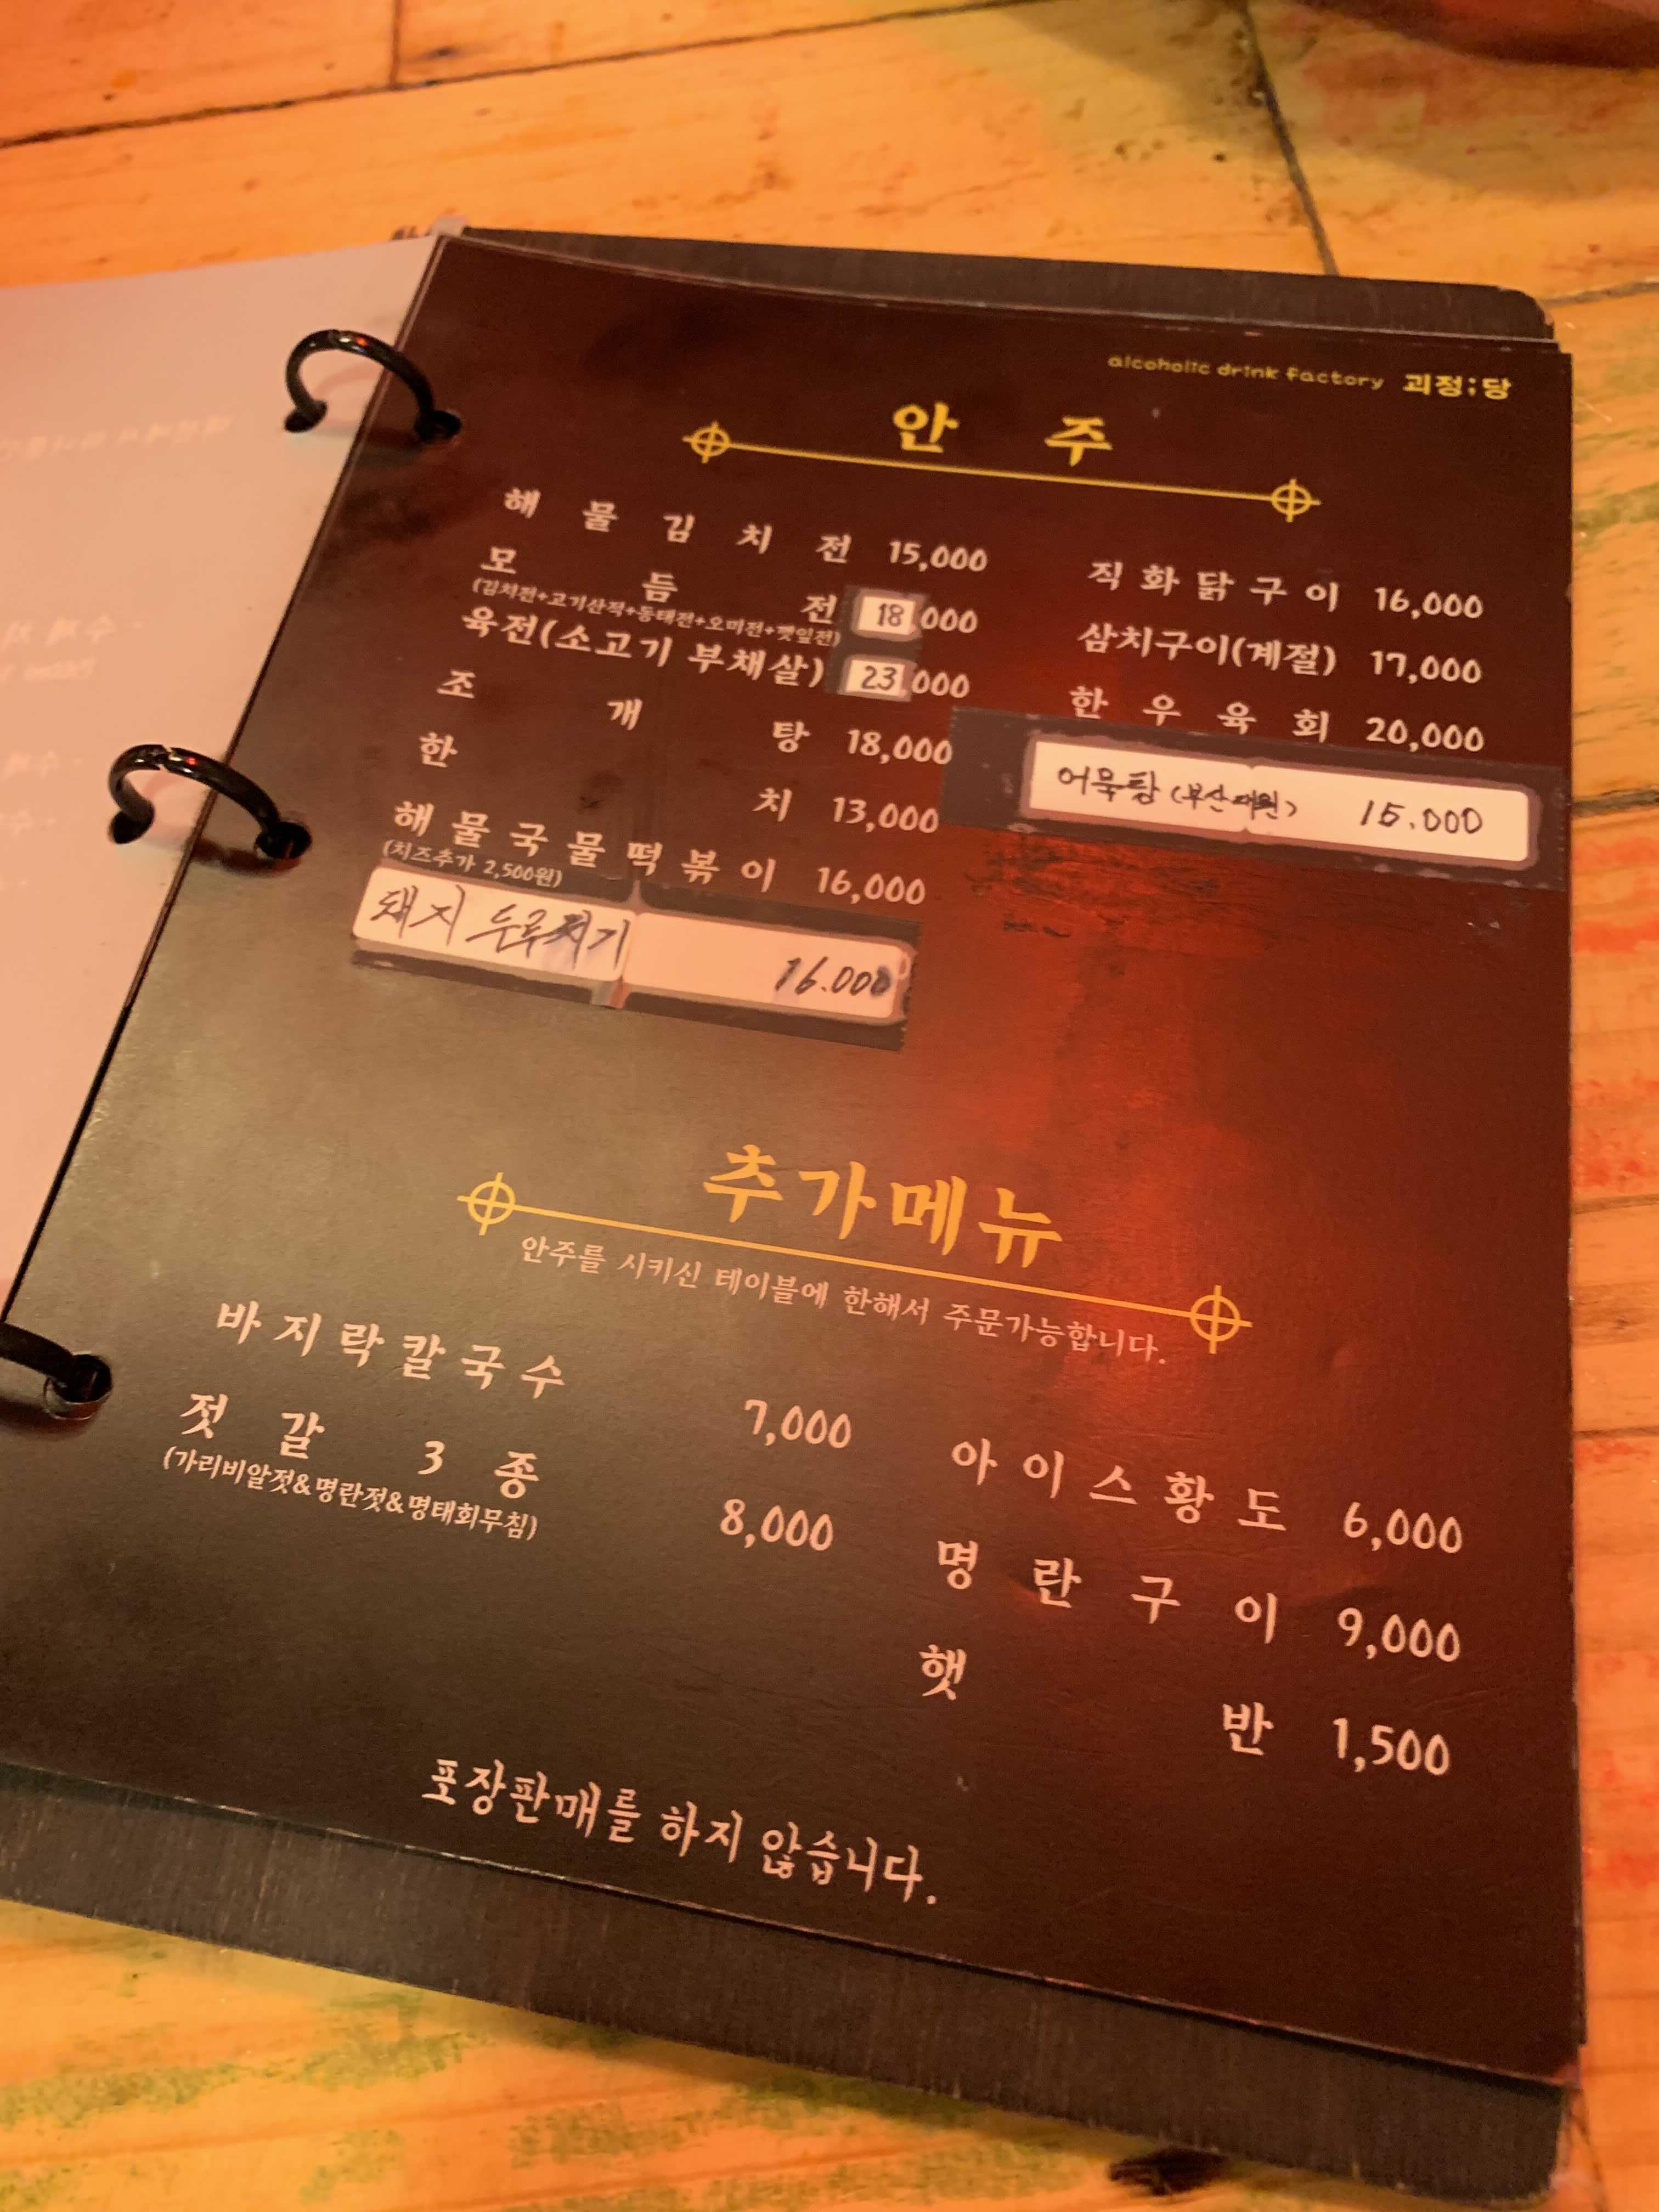 alcoholic drink factory 괴정;당
안 주
해물김치전 15,000
모듬전 18,000
(김치전+고기산적+동태전+오미전+깻잎전)
육전(소고기 부채살) 23,000
조개탕 18,000
한치 13,000
해물국물떡볶이 16,000
(치즈추가 2,500원)
돼지 두루치기 16.000
직화닭구이 16,000
삼치구이(계절) 17,000
한우육회 20,000
어묵탕 15.000
추가메뉴
안주를 시키신 테이블에 한해서 주문가능합니다.
바지락칼국수 7,000
젓갈 3종 8,000
(가리비알젓&명란젓&명태회무침)
아이스황도 6,000
명란구이 9,000
햇반 1,500
포장판매를 하지 않습니다.